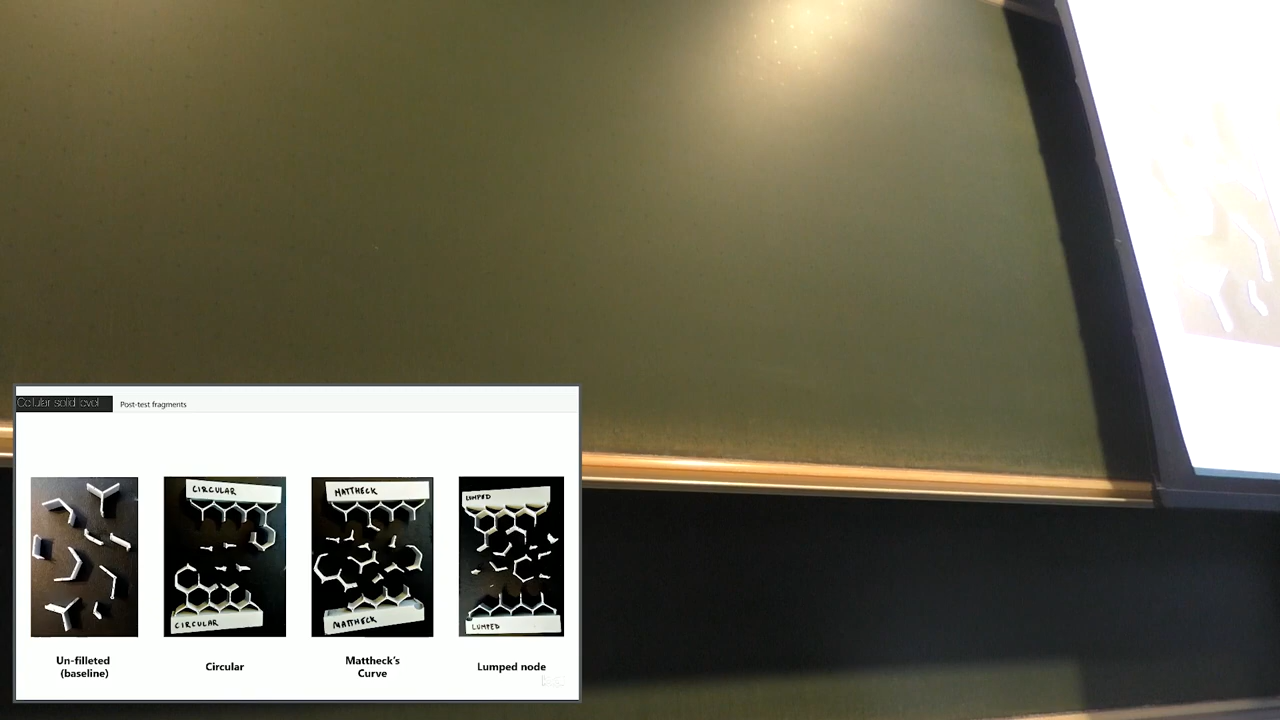 Cellular solid level
Post-test fragments
CIRCULAR
MATTHECK
LUMPED
CIRCULAR
MATTHECK
LUMPED
Un-filleted
(baseline)
Circular
Mattheck's
Curve
Lumped node